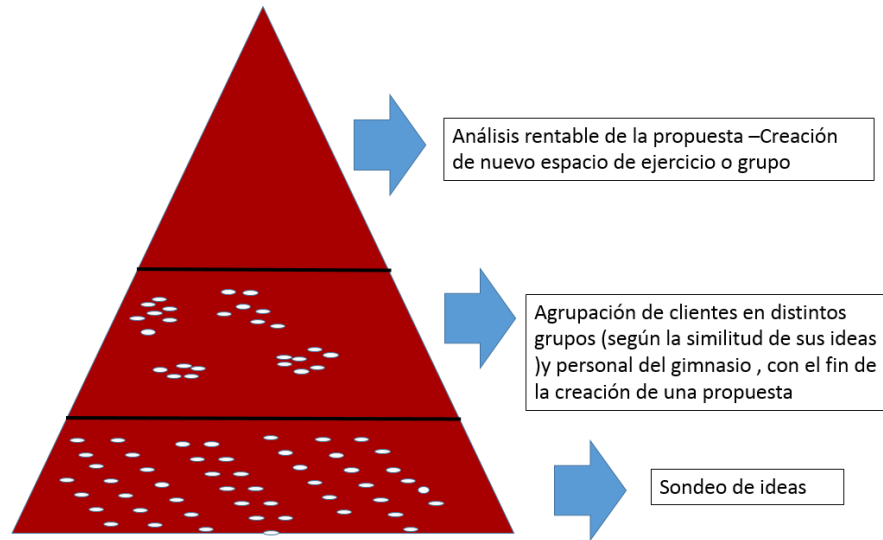 Análisis rentable de la propuesta –Creación
de nuevo espacio de ejercicio o grupo
Agrupación de clientes en distintos
grupos (según la similitud de sus ideas
)y personal del gimnasio , con el fin de
la creación de una propuesta
Sondeo de ideas